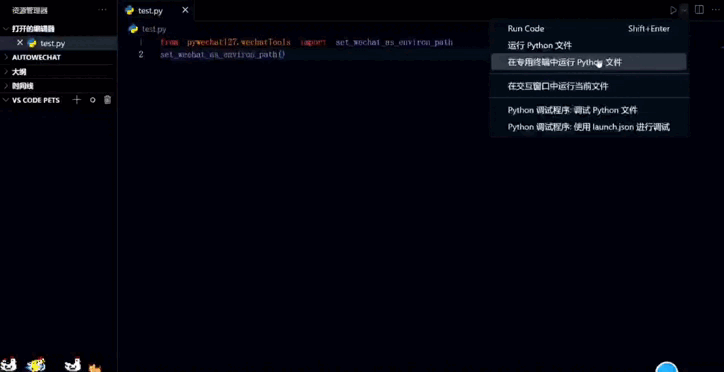 资源管理器 ···
打开的编辑器
× test.py
AUTOWECHAT
大纲
时间线
VS CODE PETS
test.py ×
test.py
1 from pywechat127.wechatTools import set_wechat_as_environ_path
2 set_wechat_as_environ_path()
Run Code Shift+Enter
运行 Python 文件
在专用终端中运行 Python 文件
在交互窗口中运行当前文件
Python 调试程序: 调试 Python 文件
Python 调试程序: 使用 launch.json 进行调试